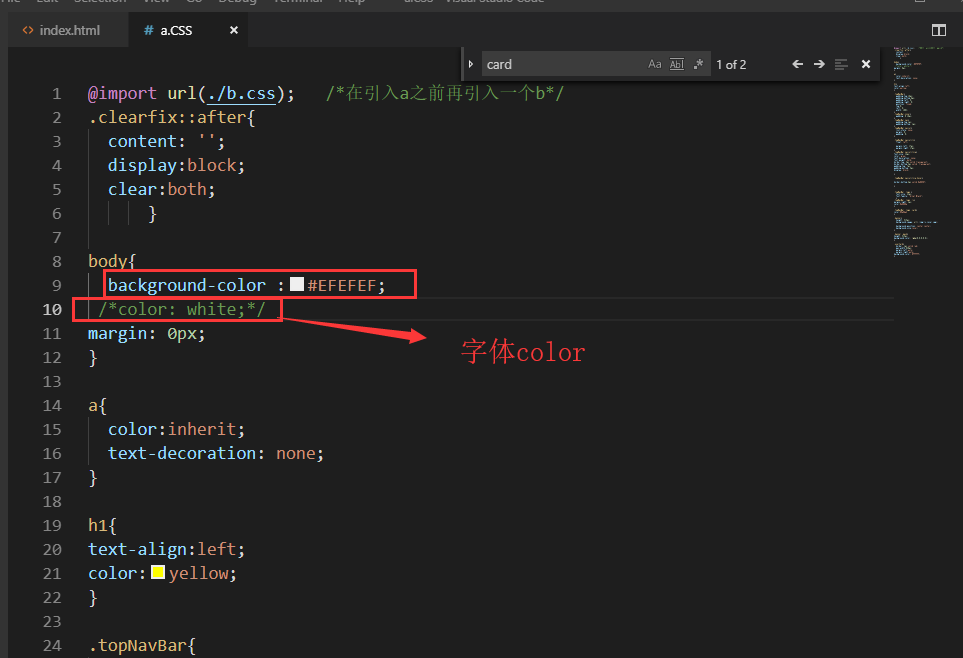 File Edit Selection View Go Debug Terminal Help a.CSS - Visual Studio Code
<> index.html # a.CSS ×
card Aa Abl .* 1 of 2
1 @import url(./b.css); /*在引入a之前再引入一个b*/
2 .clearfix::after{
3 content: '';
4 display:block;
5 clear:both;
6 }
7
8 body{
9 background-color :#EFEFEF;
10 /*color: white;*/
字体color
11 margin: 0px;
12 }
13
14 a{
15 color:inherit;
16 text-decoration: none;
17 }
18
19 h1{
20 text-align:left;
21 color:yellow;
22 }
23
24 .topNavBar{